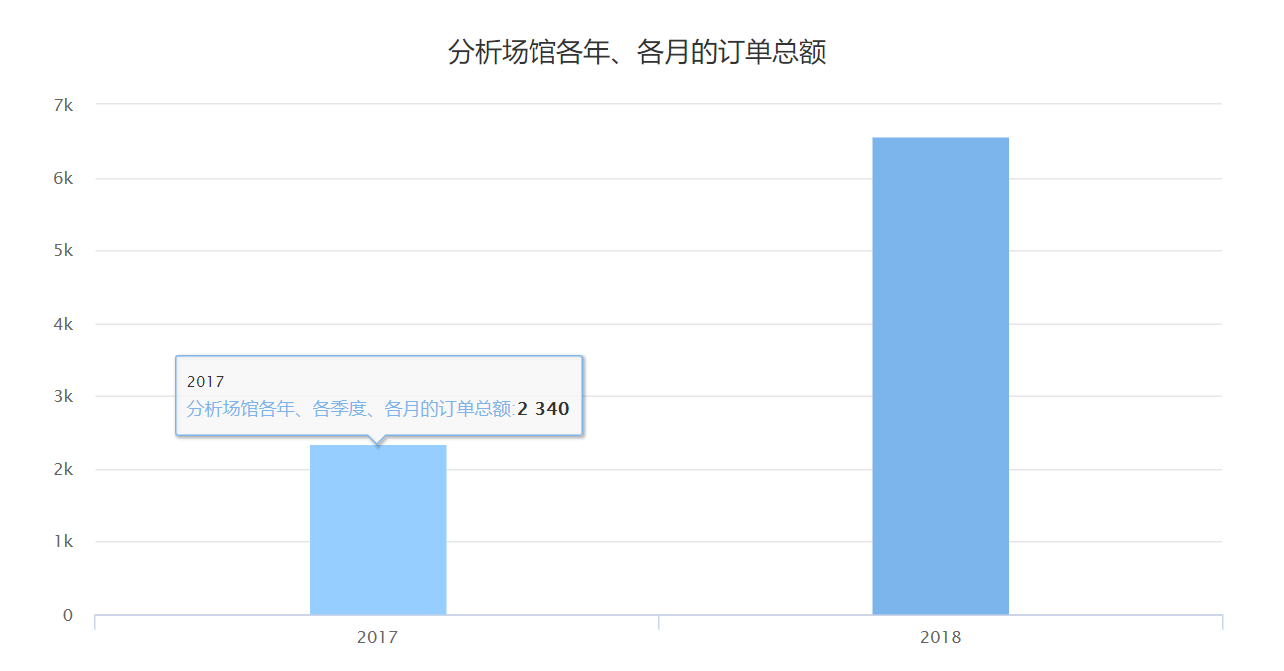 分析场馆各年、各月的订单总额
7k
6k
5k
4k
3k
2k
1k
0
2017
分析场馆各年、各季度、各月的订单总额:2 340
2017
2018